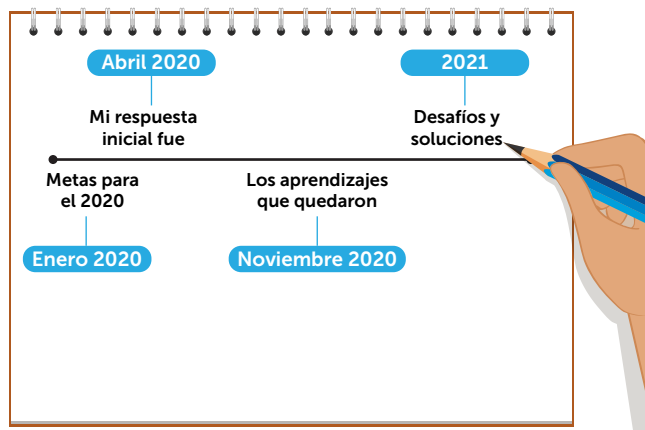 Abril 2020
2021
Mi respuesta
inicial fue
Desafíos y
soluciones
Metas para
el 2020
Los aprendizajes
que quedaron
Enero 2020
Noviembre 2020